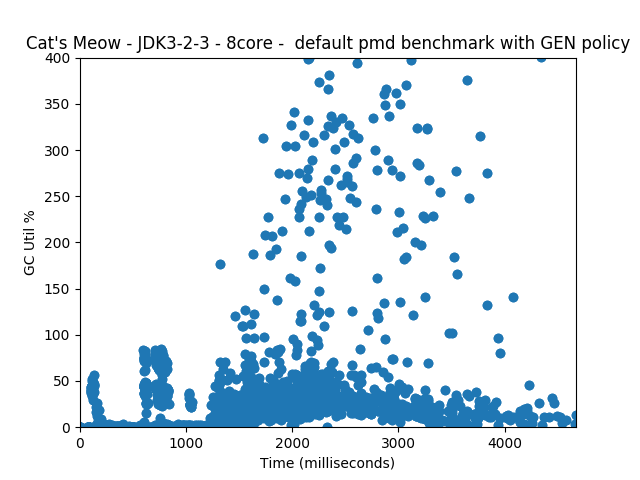 Cat's Meow - JDK3-2-3 - 8core -  default pmd benchmark with GEN policy
400
350
300
250
200
150
100
50
0
GC Util %
0 1000 2000 3000 4000
Time (milliseconds)